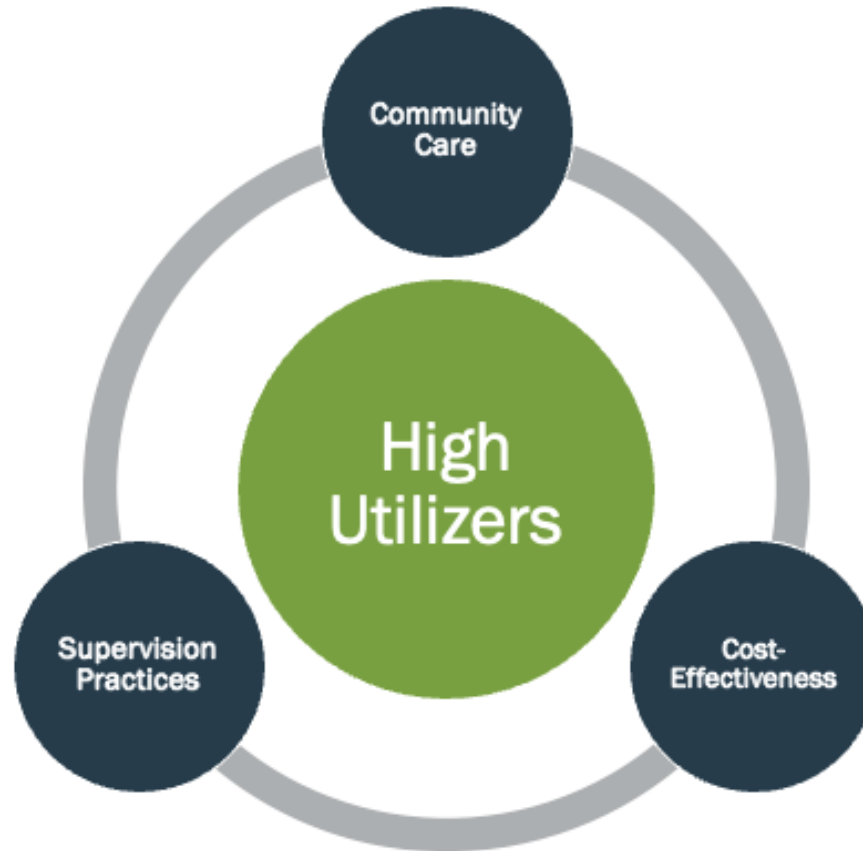 Community
Care
High
Utilizers
Supervision
Practices
Cost-
Effectiveness